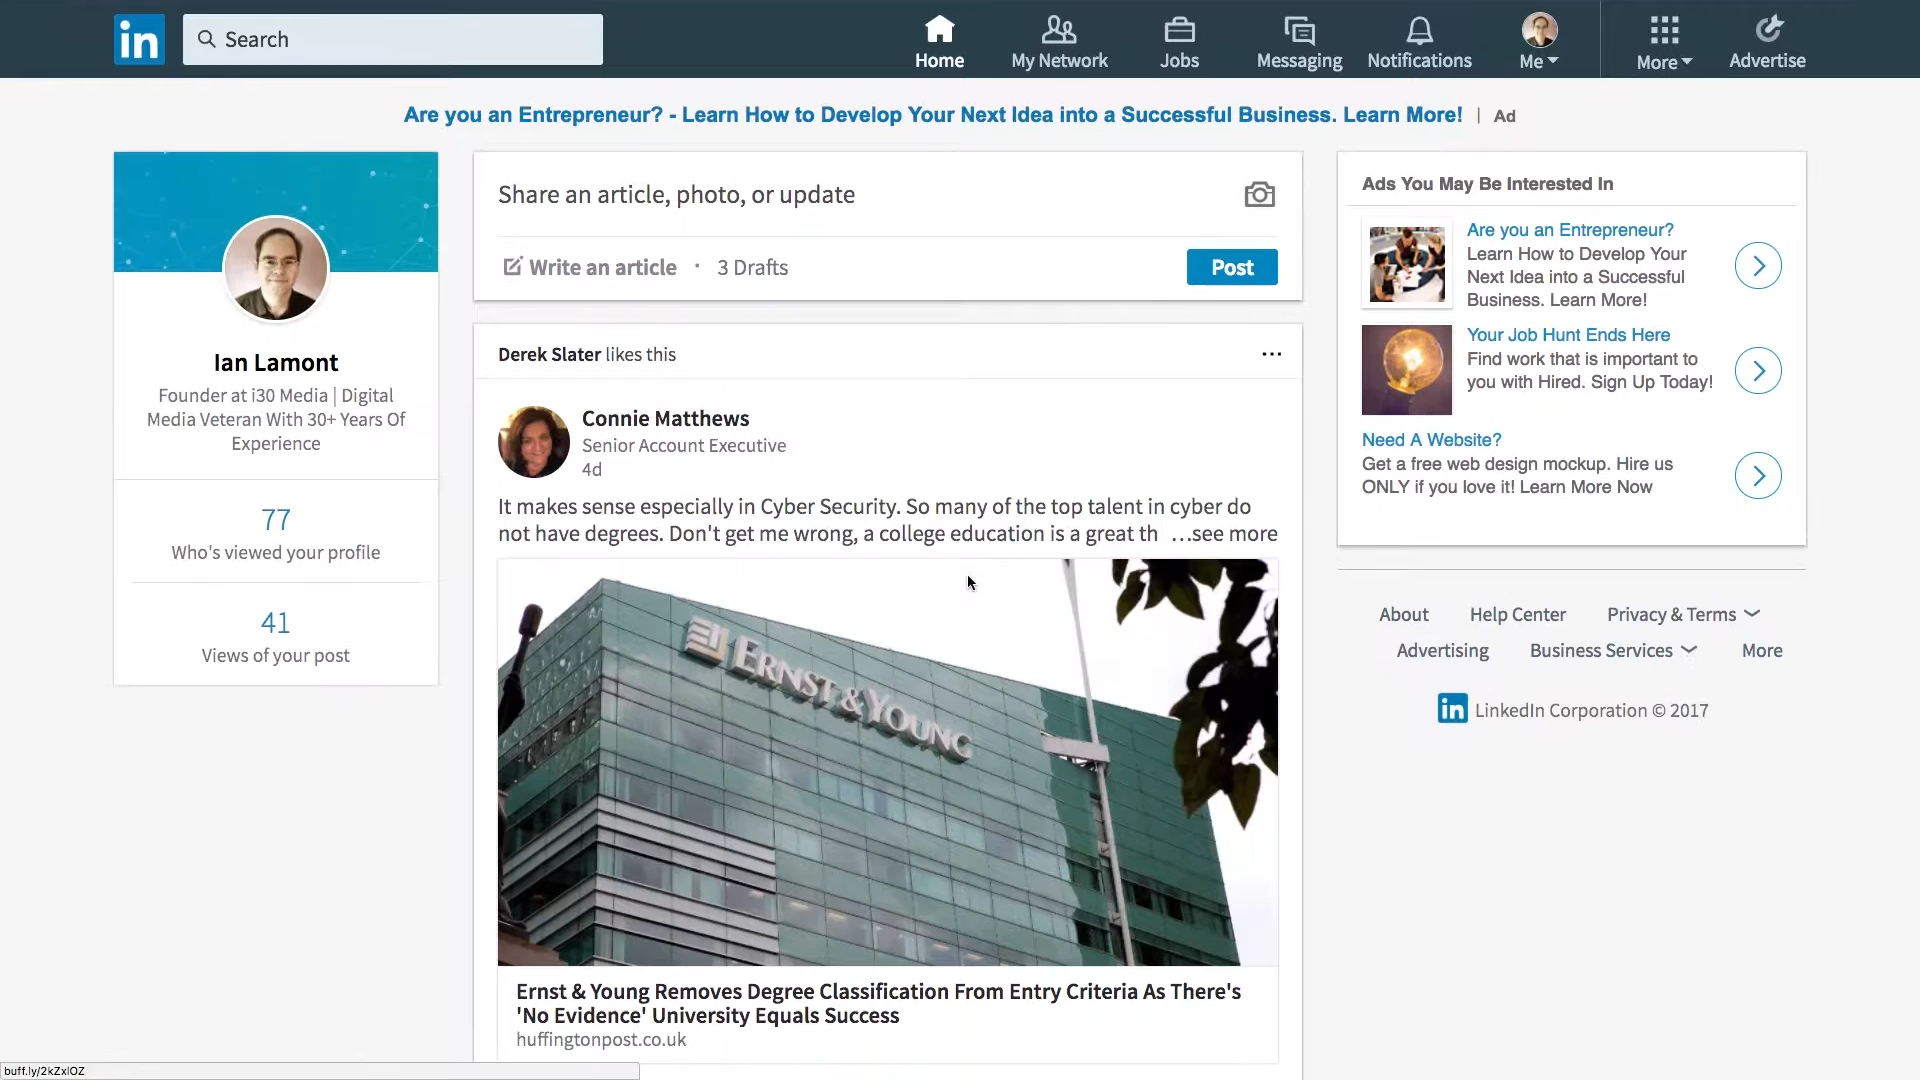 in
Search
Home
My Network
Jobs
Messaging
Notifications
Me
More
Advertise
Are you an Entrepreneur? - Learn How to Develop Your Next Idea into a Successful Business. Learn More! | Ad
Ian Lamont
Founder at i30 Media | Digital
Media Veteran With 30+ Years Of
Experience
77
Who's viewed your profile
41
Views of your post
Share an article, photo, or update
Write an article · 3 Drafts
Post
Derek Slater likes this
Connie Matthews
Senior Account Executive
4d
It makes sense especially in Cyber Security. So many of the top talent in cyber do
not have degrees. Don't get me wrong, a college education is a great th …see more
ERNST & YOUNG
Ernst & Young Removes Degree Classification From Entry Criteria As There's
'No Evidence' University Equals Success
huffingtonpost.co.uk
Ads You May Be Interested In
Are you an Entrepreneur?
Learn How to Develop Your
Next Idea into a Successful
Business. Learn More!
Your Job Hunt Ends Here
Find work that is important to
you with Hired. Sign Up Today!
Need A Website?
Get a free web design mockup. Hire us
ONLY if you love it! Learn More Now
About Help Center Privacy & Terms
Advertising Business Services More
in LinkedIn Corporation © 2017
buff.ly/2kZxIOZ